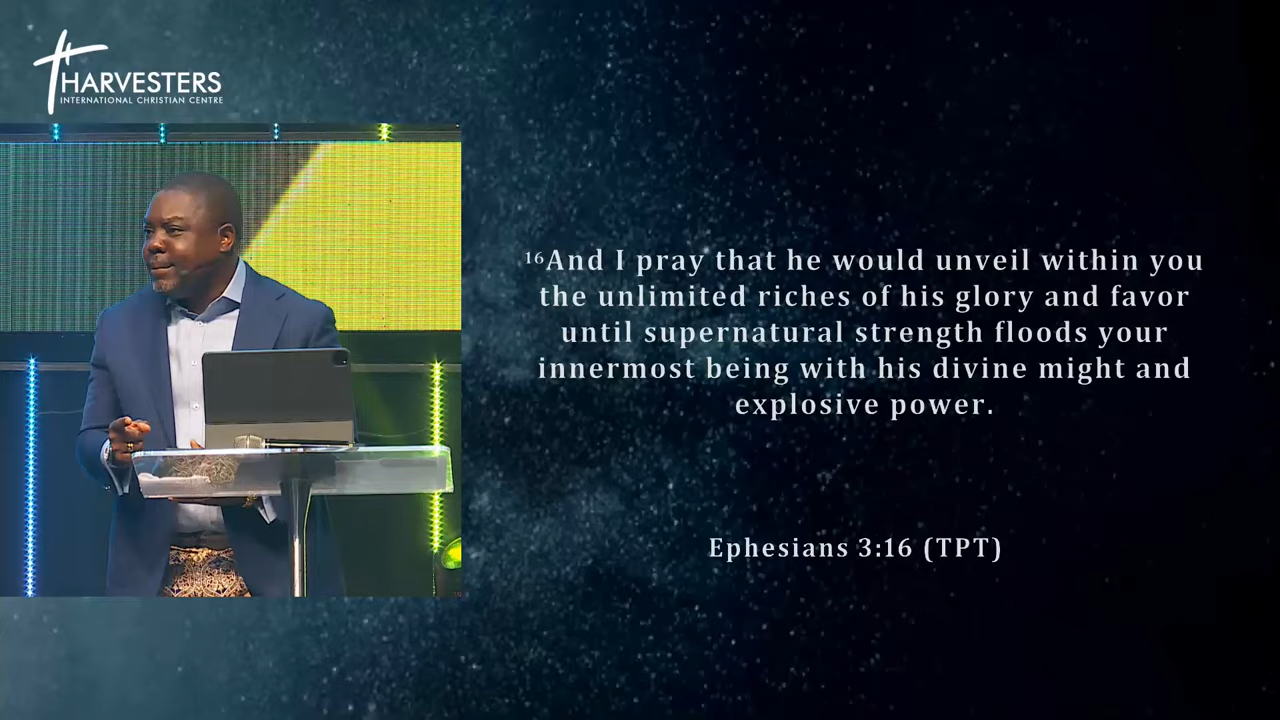 HARVESTERS
INTERNATIONAL CHRISTIAN CENTRE
16And I pray that he would unveil within you
the unlimited riches of his glory and favor
until supernatural strength floods your
innermost being with his divine might and
explosive power.
Ephesians 3:16 (TPT)